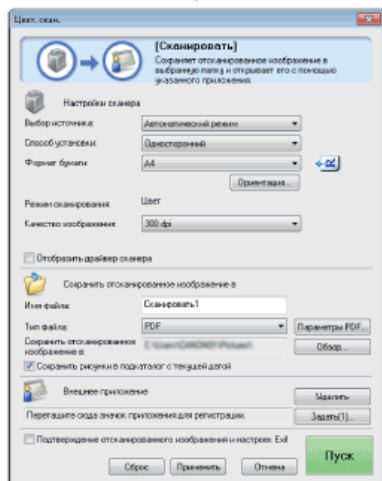 Цвет. скан.
[Сканировать]
Сохраняет отсканированное изображение в
выбранную папку и открывает его с помощью
указанного приложения.
Настройки сканера
Выбор источника: Автоматический режим
Способ установки: Односторонний
Формат бумаги: A4
Ориентация...
Режим сканирования: Цвет
Качество изображения: 300 dpi
Отобразить драйвер сканера
Сохранить отсканированное изображение в
Имя файла: Сканировать1
Тип файла: PDF Параметры PDF...
Сохранить отсканированное
изображение в: Обзор...
Сохранить рисунки в подкаталог с текущей датой
Внешнее приложение Удалить
Перетащите сюда значок приложения для регистрации. Задать(1)...
Подтверждение отсканированного изображения и настроек Exif
Сброс Применить Отмена Пуск